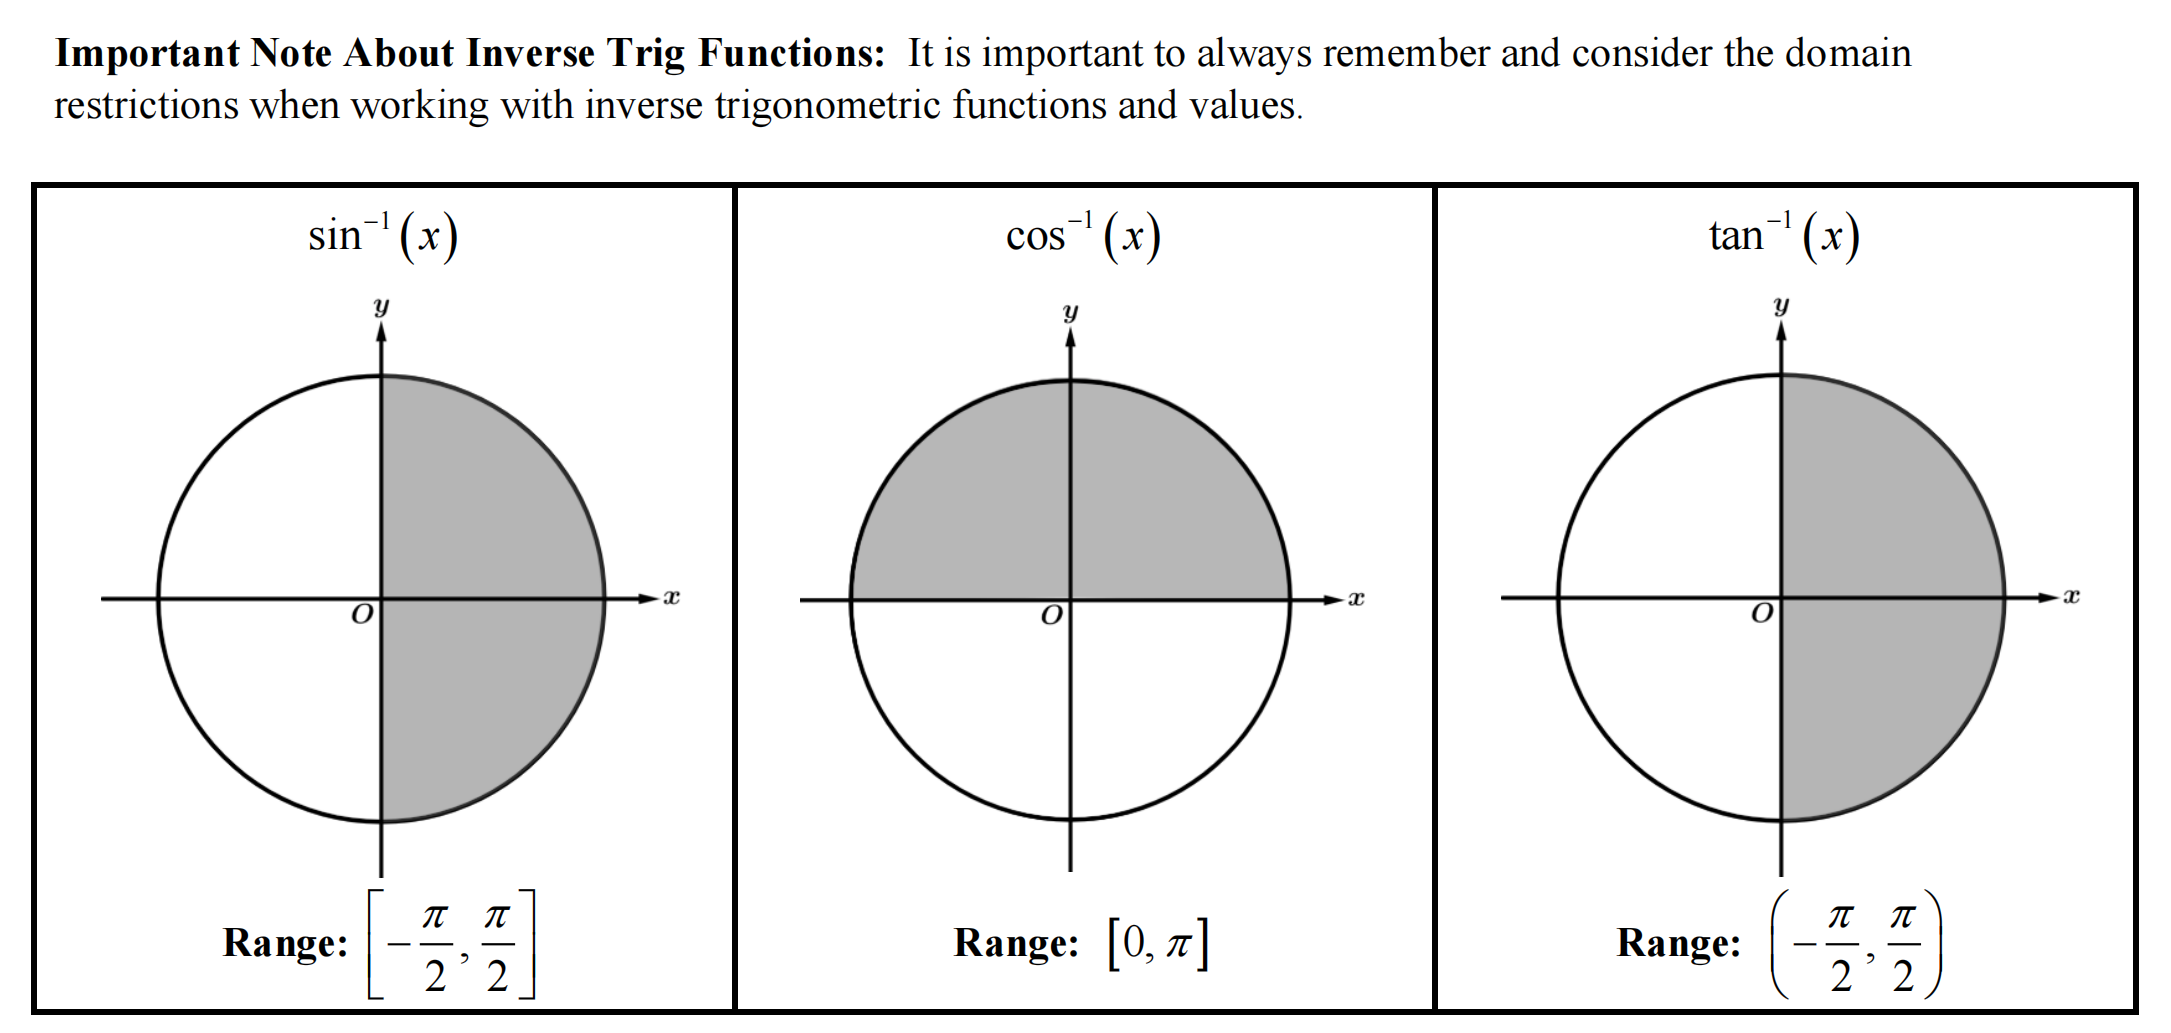 Important Note About Inverse Trig Functions: It is important to always remember and consider the domain
restrictions when working with inverse trigonometric functions and values.
sin⁻¹(x)
y
x
O
Range: [-π/2, π/2]
cos⁻¹(x)
y
x
O
Range: [0, π]
tan⁻¹(x)
y
x
O
Range: (-π/2, π/2)